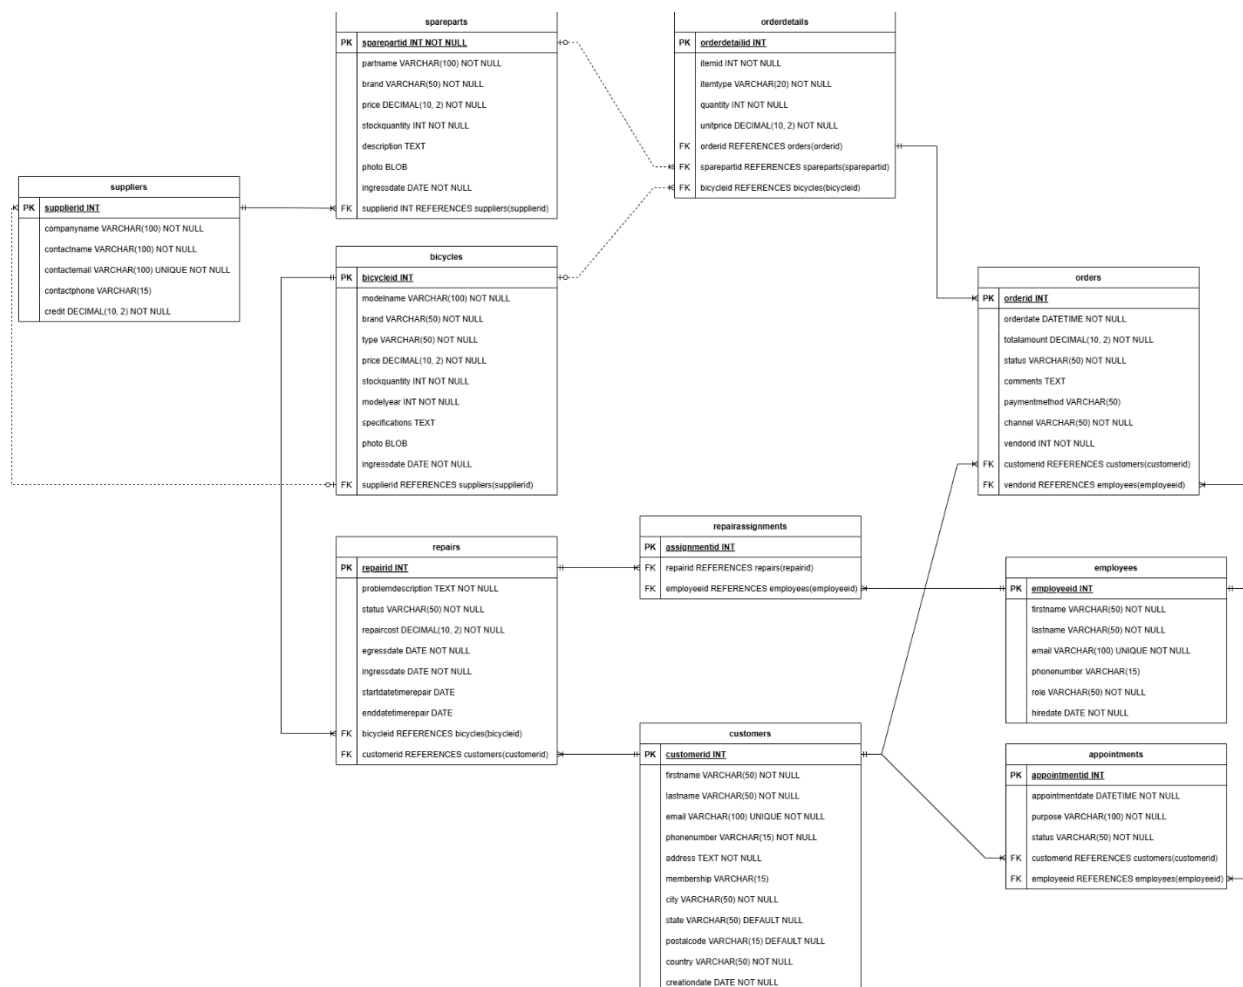 spareparts
PK sparepartid INT NOT NULL
partname VARCHAR(100) NOT NULL
brand VARCHAR(50) NOT NULL
price DECIMAL(10, 2) NOT NULL
stockquantity INT NOT NULL
description TEXT
photo BLOB
ingressdate DATE NOT NULL
FK supplierid INT REFERENCES suppliers(supplierid)
orderdetails
PK orderdetailid INT
itemid INT NOT NULL
itemtype VARCHAR(20) NOT NULL
quantity INT NOT NULL
unitprice DECIMAL(10, 2) NOT NULL
FK orderid REFERENCES orders(orderid)
FK sparepartid REFERENCES spareparts(sparepartid)
FK bicycleid REFERENCES bicycles(bicycleid)
suppliers
PK supplierid INT
companyname VARCHAR(100) NOT NULL
contactname VARCHAR(100) NOT NULL
contactemail VARCHAR(100) UNIQUE NOT NULL
contactphone VARCHAR(15)
credit DECIMAL(10, 2) NOT NULL
bicycles
PK bicycleid INT
modelname VARCHAR(100) NOT NULL
brand VARCHAR(50) NOT NULL
type VARCHAR(50) NOT NULL
price DECIMAL(10, 2) NOT NULL
stockquantity INT NOT NULL
modelyear INT NOT NULL
specifications TEXT
photo BLOB
ingressdate DATE NOT NULL
FK supplierid REFERENCES suppliers(supplierid)
orders
PK orderid INT
orderdate DATETIME NOT NULL
totalamount DECIMAL(10, 2) NOT NULL
status VARCHAR(50) NOT NULL
comments TEXT
paymentmethod VARCHAR(50)
channel VARCHAR(50) NOT NULL
vendorid INT NOT NULL
FK customerid REFERENCES customers(customerid)
FK vendorid REFERENCES employees(employeeid)
repairs
PK repairid INT
problemdescription TEXT NOT NULL
status VARCHAR(50) NOT NULL
repaircost DECIMAL(10, 2) NOT NULL
egressdate DATE NOT NULL
ingressdate DATE NOT NULL
startdatetimerepair DATE
enddatetimerepair DATE
FK bicycleid REFERENCES bicycles(bicycleid)
FK customerid REFERENCES customers(customerid)
repairassignments
PK assignmentid INT
FK repairid REFERENCES repairs(repairid)
FK employeeid REFERENCES employees(employeeid)
employees
PK employeeid INT
firstname VARCHAR(50) NOT NULL
lastname VARCHAR(50) NOT NULL
email VARCHAR(100) UNIQUE NOT NULL
phonenumber VARCHAR(15)
role VARCHAR(50) NOT NULL
hiredate DATE NOT NULL
customers
PK customerid INT
firstname VARCHAR(50) NOT NULL
lastname VARCHAR(50) NOT NULL
email VARCHAR(100) UNIQUE NOT NULL
phonenumber VARCHAR(15) NOT NULL
address TEXT NOT NULL
membership VARCHAR(15)
city VARCHAR(50) NOT NULL
state VARCHAR(50) DEFAULT NULL
postalcode VARCHAR(15) DEFAULT NULL
country VARCHAR(50) NOT NULL
creationdate DATE NOT NULL
appointments
PK appointmentid INT
appointmentdate DATETIME NOT NULL
purpose VARCHAR(100) NOT NULL
status VARCHAR(50) NOT NULL
FK customerid REFERENCES customers(customerid)
FK employeeid REFERENCES employees(employeeid)